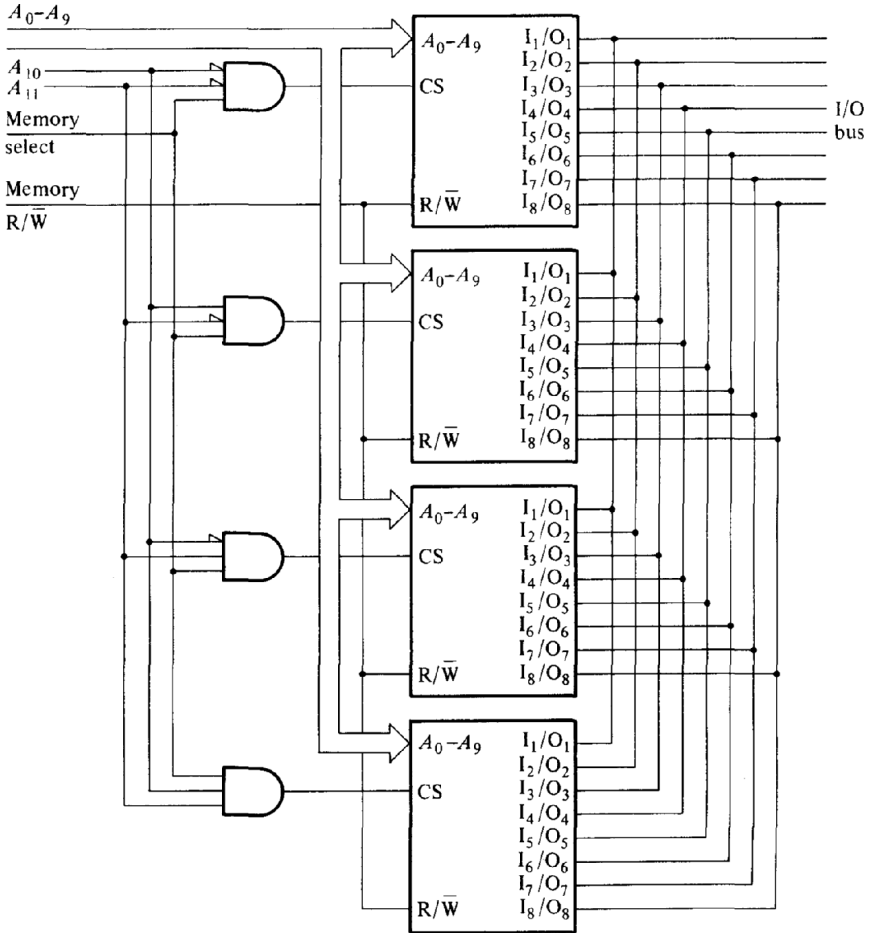 A₀–A₉
A₁₀
A₁₁
Memory
select
Memory
R/W̅
A₀–A₉
CS
R/W̅
I₁/O₁
I₂/O₂
I₃/O₃
I₄/O₄
I₅/O₅
I₆/O₆
I₇/O₇
I₈/O₈
I/O
bus
A₀–A₉
CS
R/W̅
I₁/O₁
I₂/O₂
I₃/O₃
I₄/O₄
I₅/O₅
I₆/O₆
I₇/O₇
I₈/O₈
A₀–A₉
CS
R/W̅
I₁/O₁
I₂/O₂
I₃/O₃
I₄/O₄
I₅/O₅
I₆/O₆
I₇/O₇
I₈/O₈
A₀–A₉
CS
R/W̅
I₁/O₁
I₂/O₂
I₃/O₃
I₄/O₄
I₅/O₅
I₆/O₆
I₇/O₇
I₈/O₈